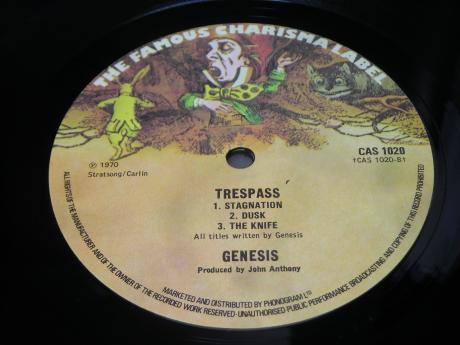 THE FAMOUS CHARISMA LABEL
℗ 1970
Stratsong/Carlin
CAS 1020
†CAS 1020-B†
TRESPASS
1. STAGNATION
2. DUSK
3. THE KNIFE
All titles written by Genesis
GENESIS
Produced by John Anthony
MARKETED AND DISTRIBUTED BY PHONOGRAM LTD
ALL RIGHTS OF THE MANUFACTURER AND OF THE OWNER OF THE RECORDED WORK RESERVED·UNAUTHORISED PUBLIC PERFORMANCE BROADCASTING AND COPYING OF THIS RECORD PROHIBITED